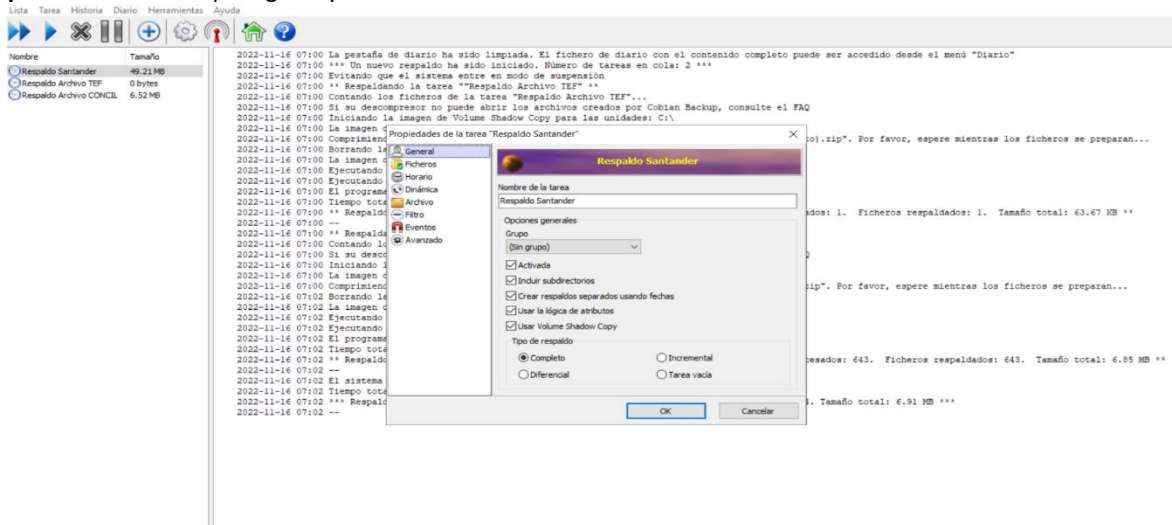 Lista Tarea Historia Diario Herramientas Ayuda
Nombre Tamaño
Respaldo Santander 49.21 MB
Respaldo Archivo TEF 0 bytes
Respaldo Archivo CONCIL 6.52 MB
2022-11-16 07:00 La pestaña de diario ha sido limpiada. El fichero de diario con el contenido completo puede ser accedido desde el menú "Diario"
2022-11-16 07:00 *** Un nuevo respaldo ha sido iniciado. Número de tareas en cola: 2 ***
2022-11-16 07:00 Evitando que el sistema entre en modo de suspensión
2022-11-16 07:00 ** Respaldando la tarea ""Respaldo Archivo TEF" **
2022-11-16 07:00 Contando los ficheros de la tarea "Respaldo Archivo TEF"...
2022-11-16 07:00 Si su descompresor no puede abrir los archivos creados por Cobian Backup, consulte el FAQ
2022-11-16 07:00 Iniciando la imagen de Volume Shadow Copy para las unidades: C:\
2022-11-16 07:00 La imagen
2022-11-16 07:00 Comprimien .zip". Por favor, espere mientras los ficheros se preparan...
2022-11-16 07:00 Borrando la
2022-11-16 07:00 La imagen
2022-11-16 07:00 Ejecutando
2022-11-16 07:00 Ejecutando
2022-11-16 07:00 El programa
2022-11-16 07:00 Tiempo tota
2022-11-16 07:00 ** Respaldo ados: 1. Ficheros respaldados: 1. Tamaño total: 63.67 KB **
2022-11-16 07:00 --
2022-11-16 07:00 ** Respalda
2022-11-16 07:00 Contando lo
2022-11-16 07:00 Si su desco
2022-11-16 07:00 Iniciando l
2022-11-16 07:00 La imagen
2022-11-16 07:00 Comprimien zip". Por favor, espere mientras los ficheros se preparan...
2022-11-16 07:02 Borrando la
2022-11-16 07:02 La imagen
2022-11-16 07:02 Ejecutando
2022-11-16 07:02 Ejecutando
2022-11-16 07:02 El programa
2022-11-16 07:02 Tiempo tota
2022-11-16 07:02 ** Respaldo esados: 643. Ficheros respaldados: 643. Tamaño total: 6.85 MB **
2022-11-16 07:02 --
2022-11-16 07:02 El sistema
2022-11-16 07:02 Tiempo tota
2022-11-16 07:02 *** Respald . Tamaño total: 6.91 MB ***
2022-11-16 07:02 --
Propiedades de la tarea "Respaldo Santander"
General
Ficheros
Horario
Dinámica
Archivo
Filtro
Eventos
Avanzado
Respaldo Santander
Nombre de la tarea
Respaldo Santander
Opciones generales
Grupo
(Sin grupo)
Activada
Incluir subdirectorios
Crear respaldos separados usando fechas
Usar la lógica de atributos
Usar Volume Shadow Copy
Tipo de respaldo
Completo Incremental
Diferencial Tarea vacía
OK Cancelar